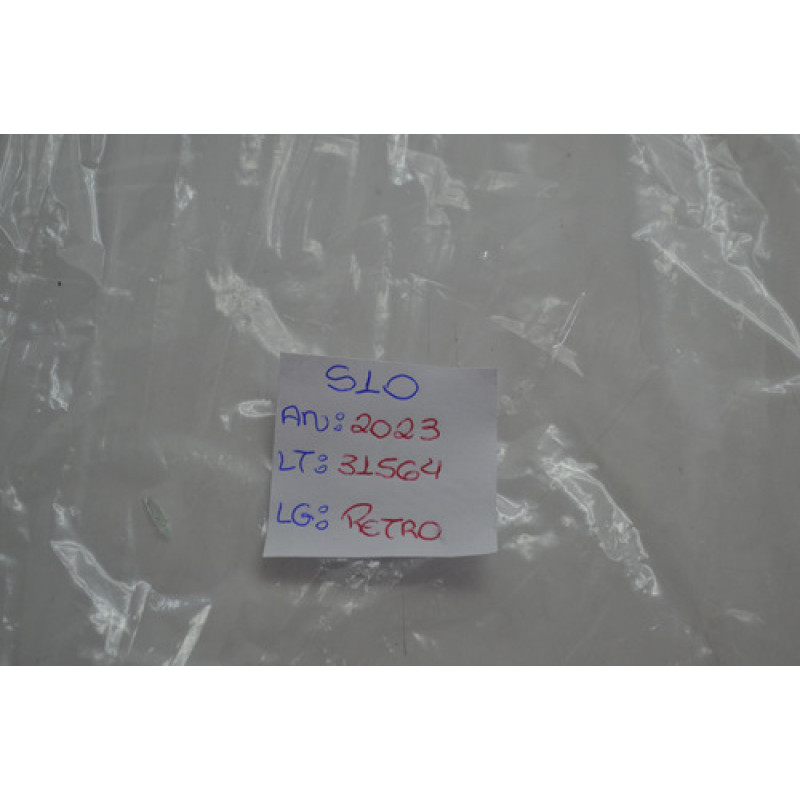 S10
AN: 2023
LT: 31564
LG: RETRO